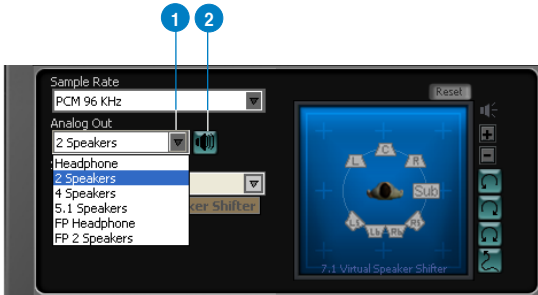 1 2
Sample Rate
PCM 96 KHz
Analog Out
2 Speakers
Headphone
2 Speakers
4 Speakers
5.1 Speakers
FP Headphone
FP 2 Speakers
ker Shifter
Reset
C
L R
Sub
Ls Rs
Lb Rb
7.1 Virtual Speaker Shifter